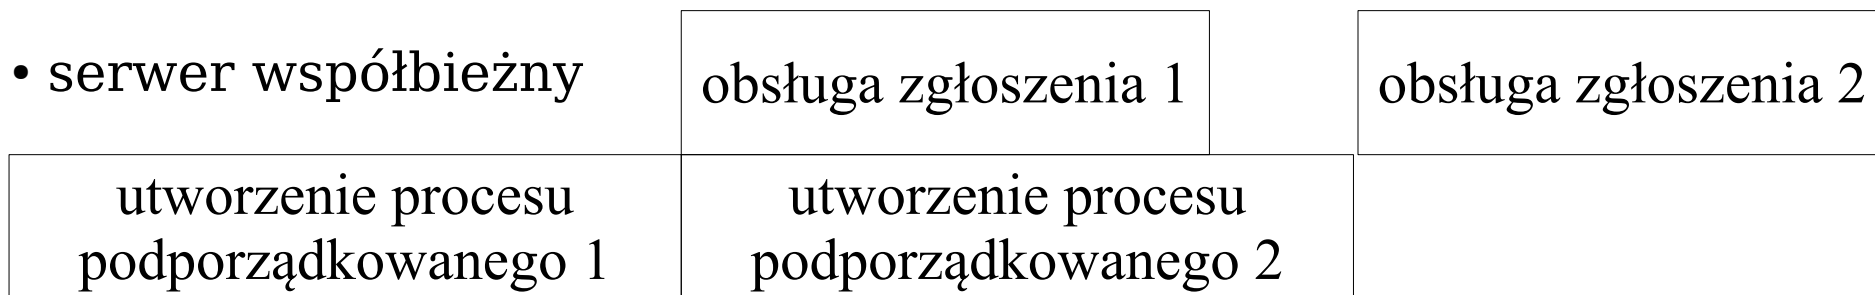 • serwer współbieżny
obsługa zgłoszenia 1
obsługa zgłoszenia 2
utworzenie procesu
podporządkowanego 1
utworzenie procesu
podporządkowanego 2